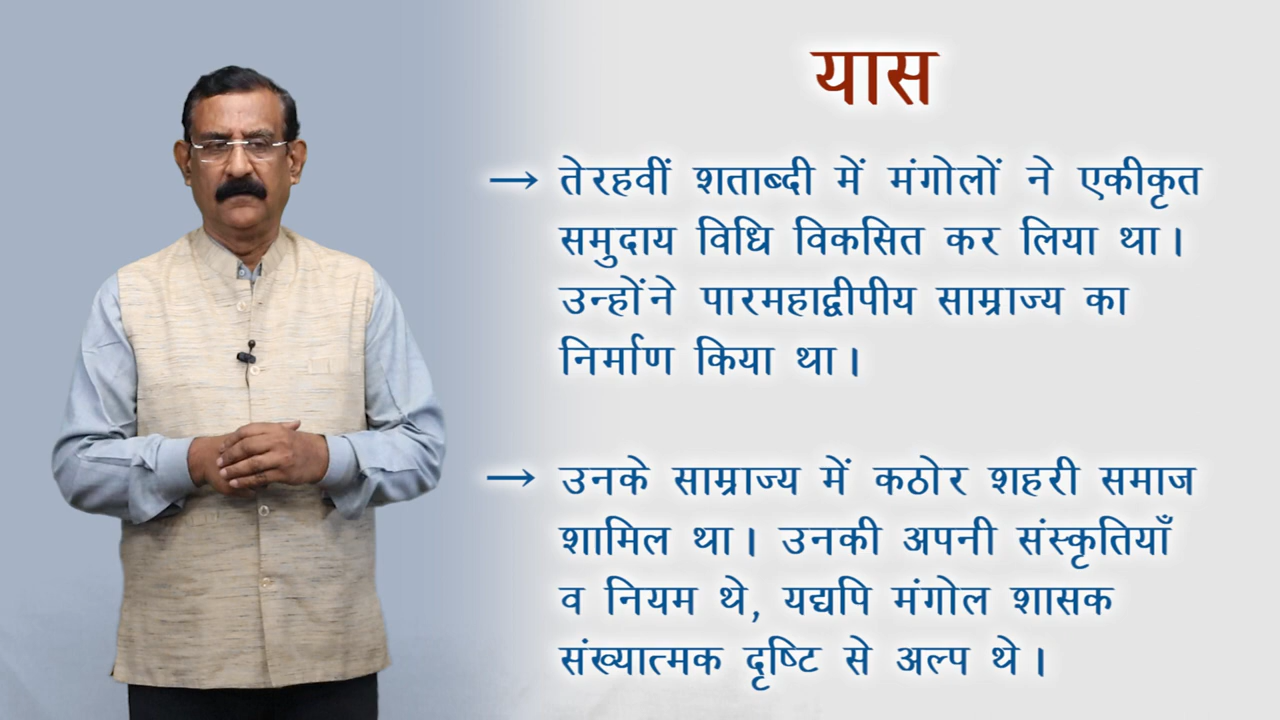 यास
→ तेरहवीं शताब्दी में मंगोलों ने एकीकृत
समुदाय विधि विकसित कर लिया था।
उन्होंने पारमहाद्वीपीय साम्राज्य का
निर्माण किया था।
→ उनके साम्राज्य में कठोर शहरी समाज
शामिल था। उनकी अपनी संस्कृतियाँ
व नियम थे, यद्यपि मंगोल शासक
संख्यात्मक दृष्टि से अल्प थे।